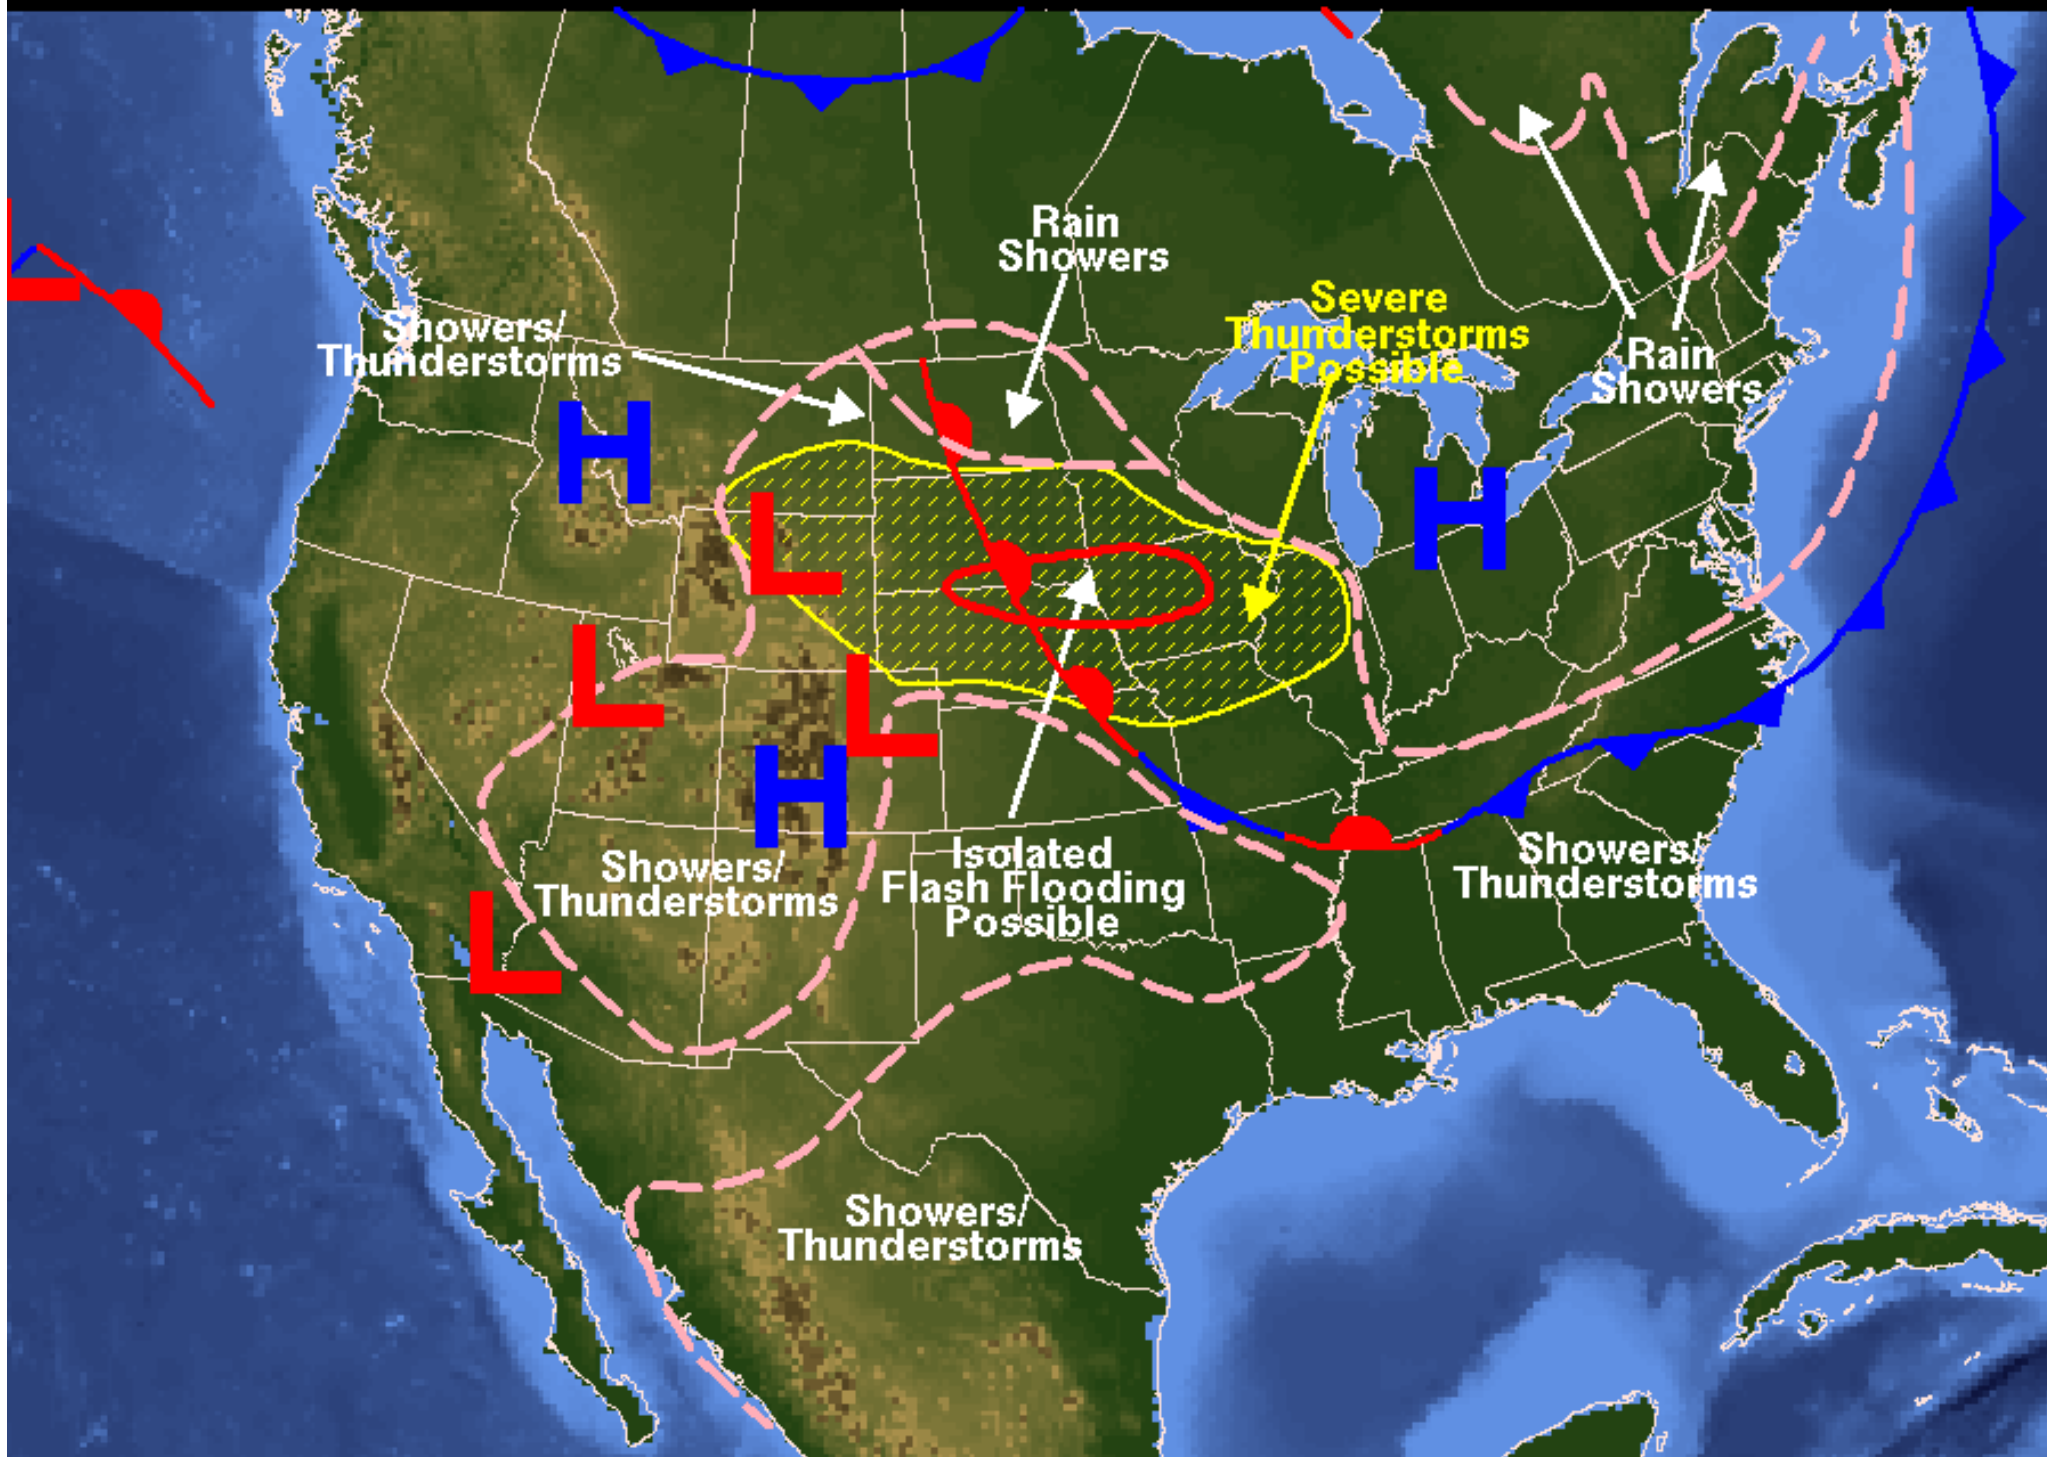 Rain
Showers
Severe
Thunderstorms
Possible
Showers/
Thunderstorms
Rain
Showers
H
H
L
L
L
H
Showers/
Thunderstorms
Isolated
Flash Flooding
Possible
Showers/
Thunderstorms
L
L
Showers/
Thunderstorms